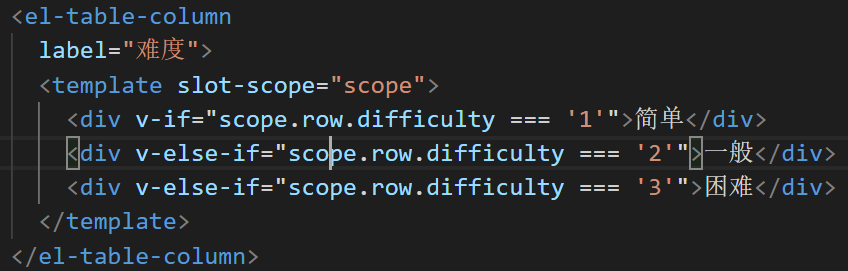 <el-table-column
label="难度">
<template slot-scope="scope">
<div v-if="scope.row.difficulty === '1'">简单</div>
<div v-else-if="scope.row.difficulty === '2'">一般</div>
<div v-else-if="scope.row.difficulty === '3'">困难</div>
</template>
</el-table-column>